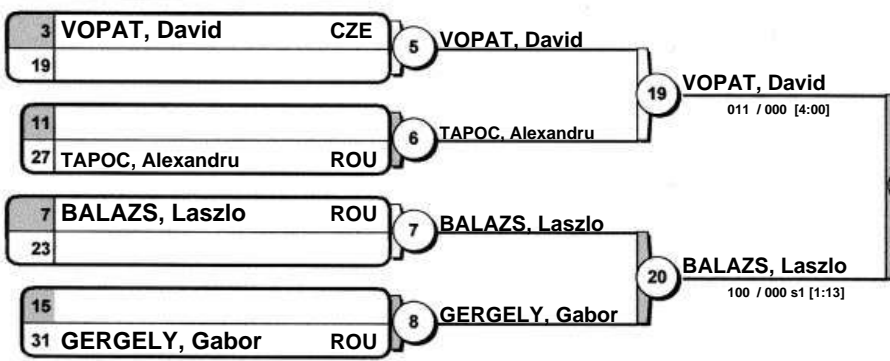 3 VOPAT, David CZE
19
5
VOPAT, David
11
27 TAPOC, Alexandru ROU
6
TAPOC, Alexandru
19
VOPAT, David
011 / 000 [4:00]
7 BALAZS, Laszlo ROU
23
7
BALAZS, Laszlo
15
31 GERGELY, Gabor ROU
8
GERGELY, Gabor
20
BALAZS, Laszlo
100 / 000 s1 [1:13]